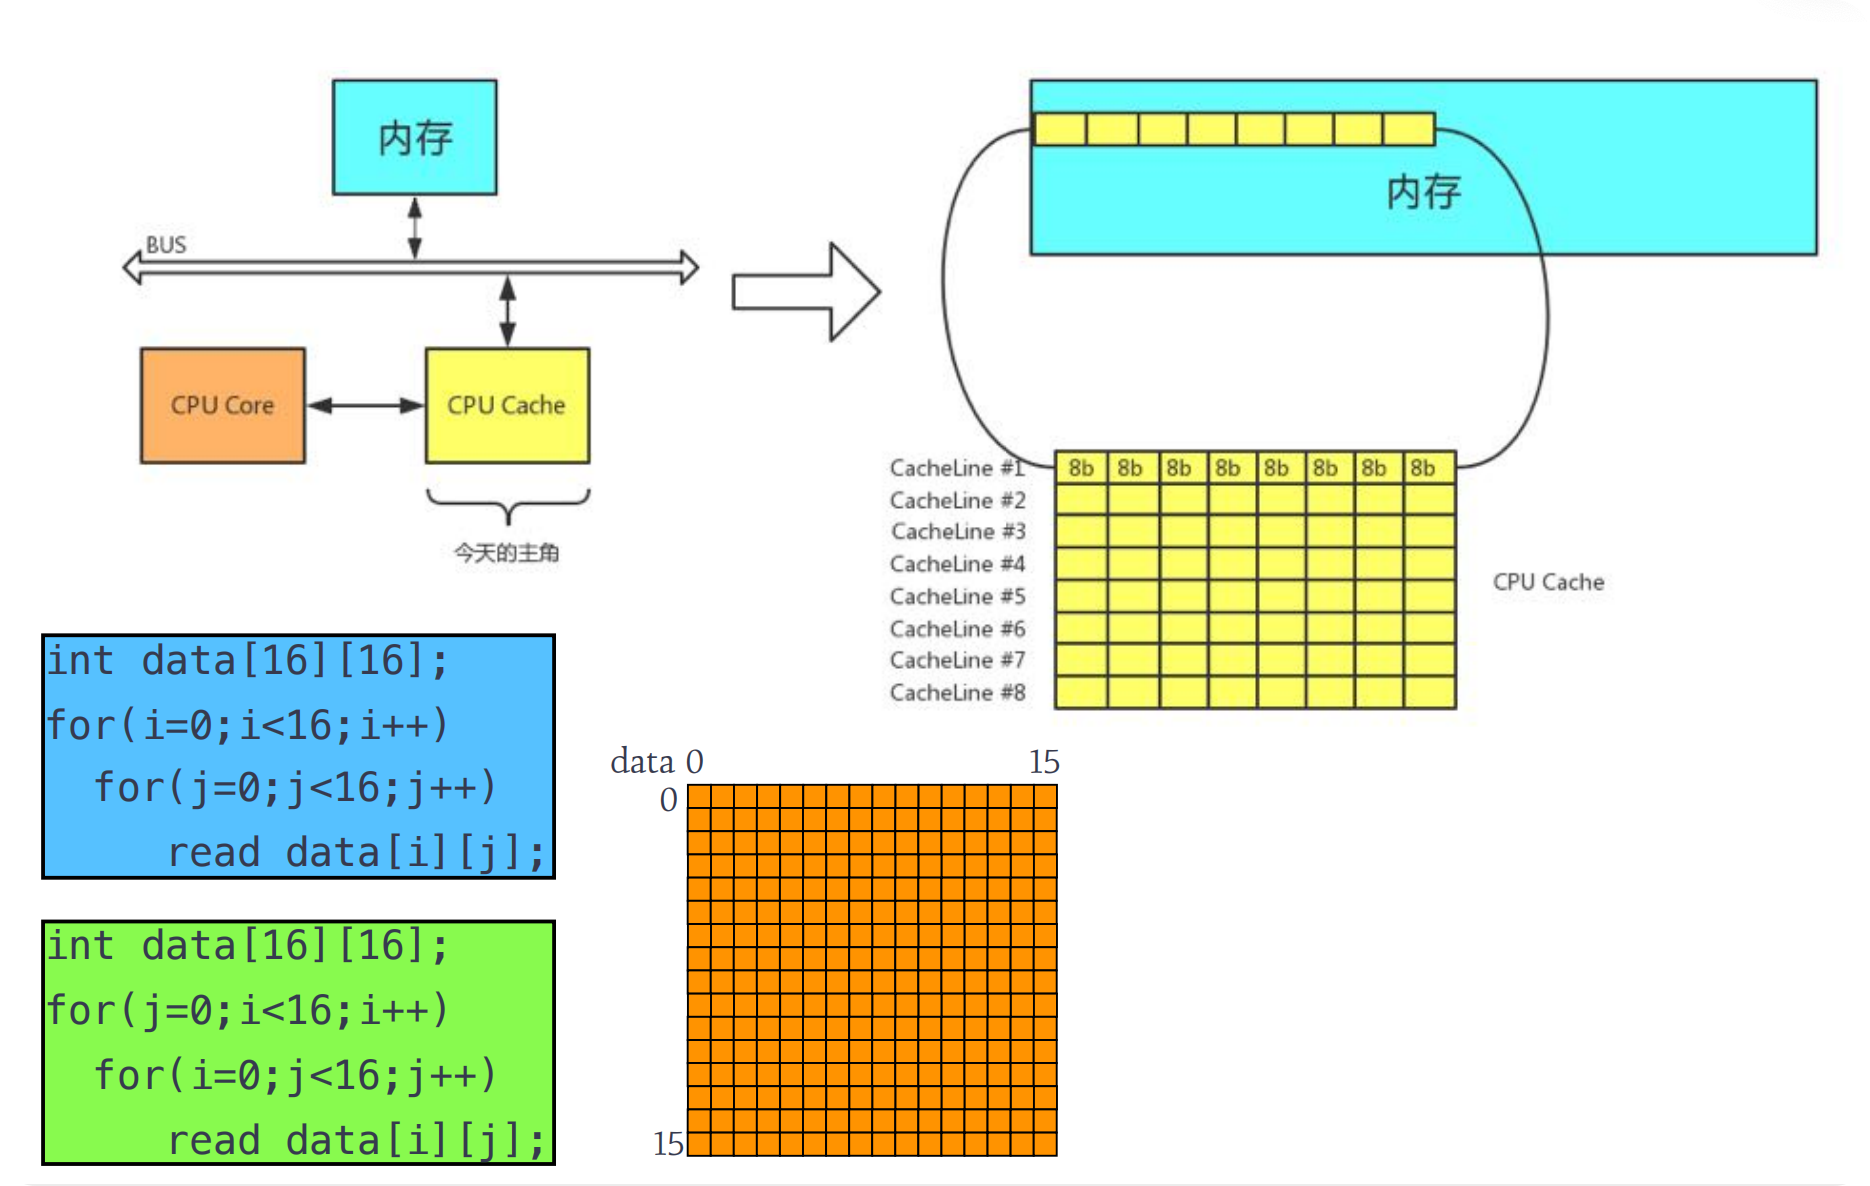 内存
BUS
CPU Core
CPU Cache
今天的主角
内存
CacheLine #1 8b 8b 8b 8b 8b 8b 8b 8b
CacheLine #2
CacheLine #3
CacheLine #4
CacheLine #5
CacheLine #6
CacheLine #7
CacheLine #8
CPU Cache
int data[16][16];
for(i=0;i<16;i++)
for(j=0;j<16;j++)
read data[i][j];
int data[16][16];
for(j=0;i<16;i++)
for(i=0;j<16;j++)
read data[i][j];
data 0 15
0
15